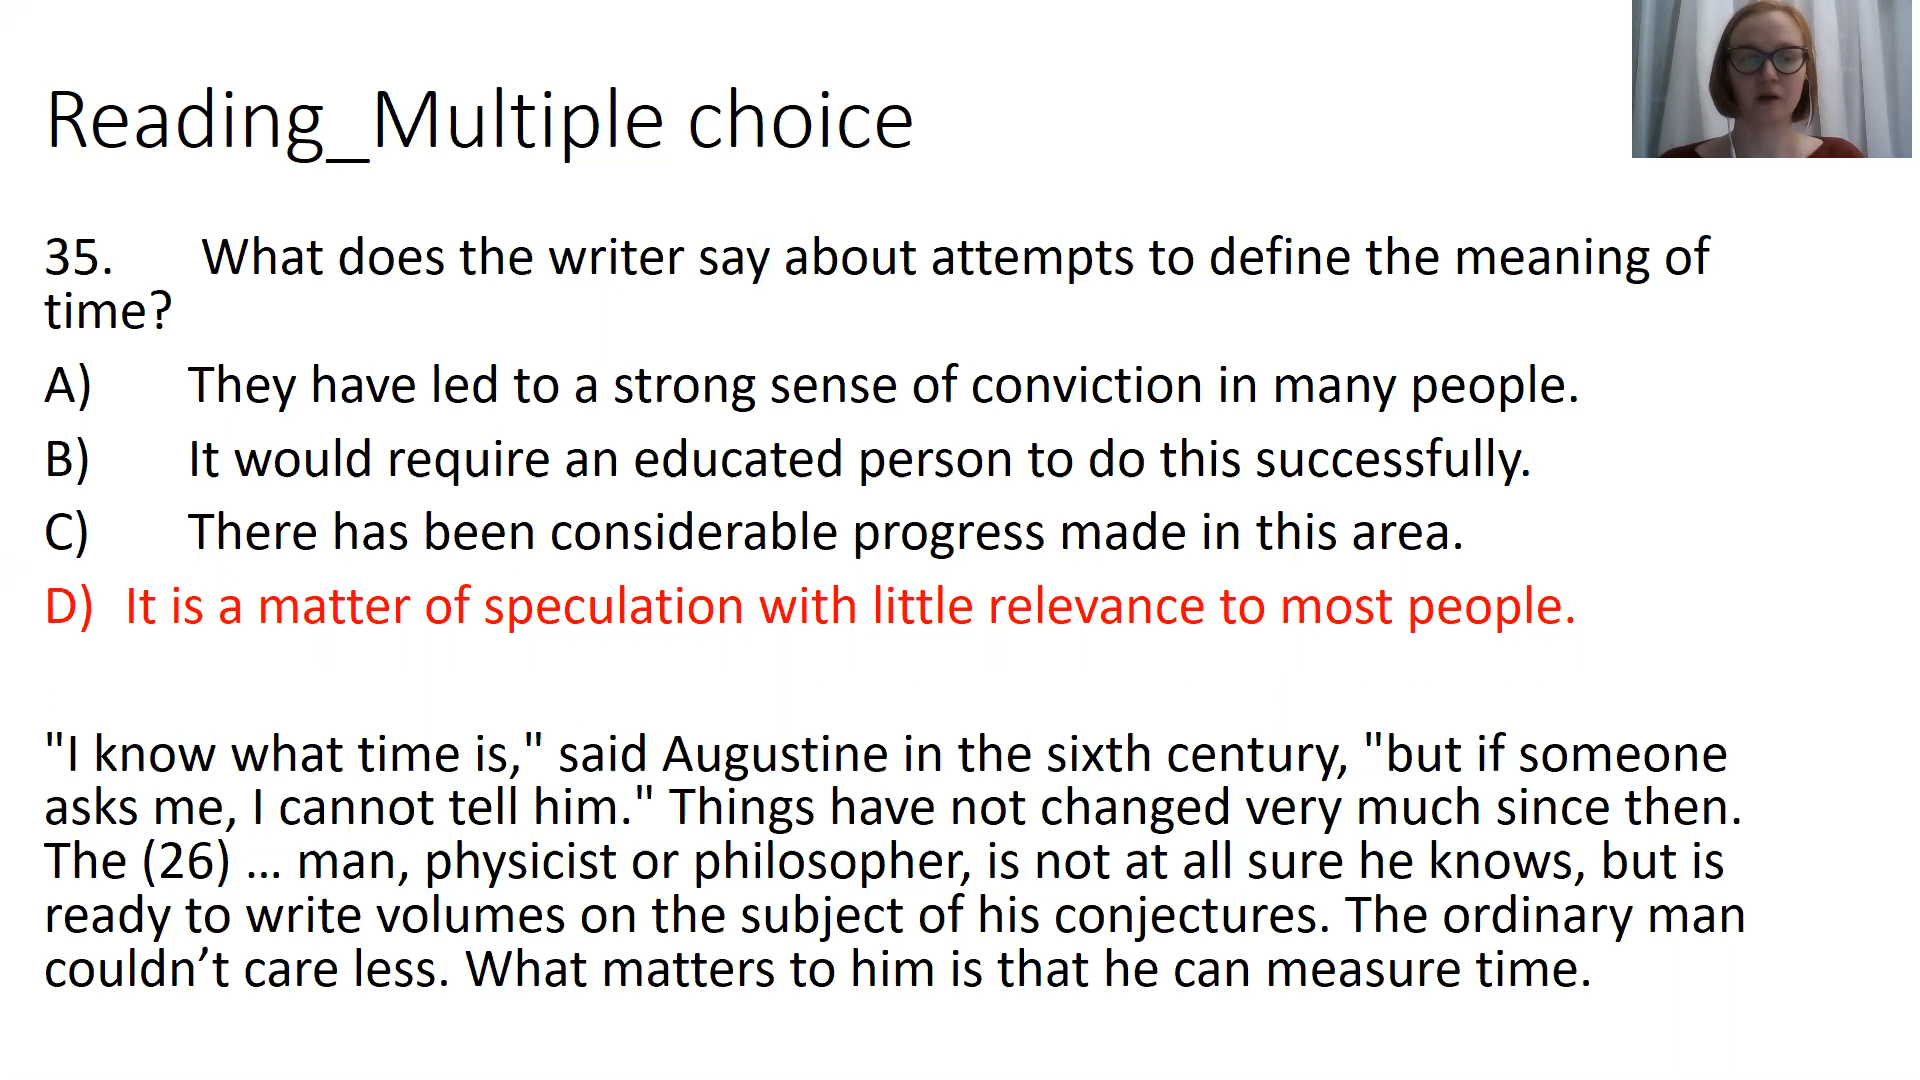 Reading_Multiple choice
35. What does the writer say about attempts to define the meaning of
time?
A) They have led to a strong sense of conviction in many people.
B) It would require an educated person to do this successfully.
C) There has been considerable progress made in this area.
D) It is a matter of speculation with little relevance to most people.
"I know what time is," said Augustine in the sixth century, "but if someone
asks me, I cannot tell him." Things have not changed very much since then.
The (26) ... man, physicist or philosopher, is not at all sure he knows, but is
ready to write volumes on the subject of his conjectures. The ordinary man
couldn’t care less. What matters to him is that he can measure time.